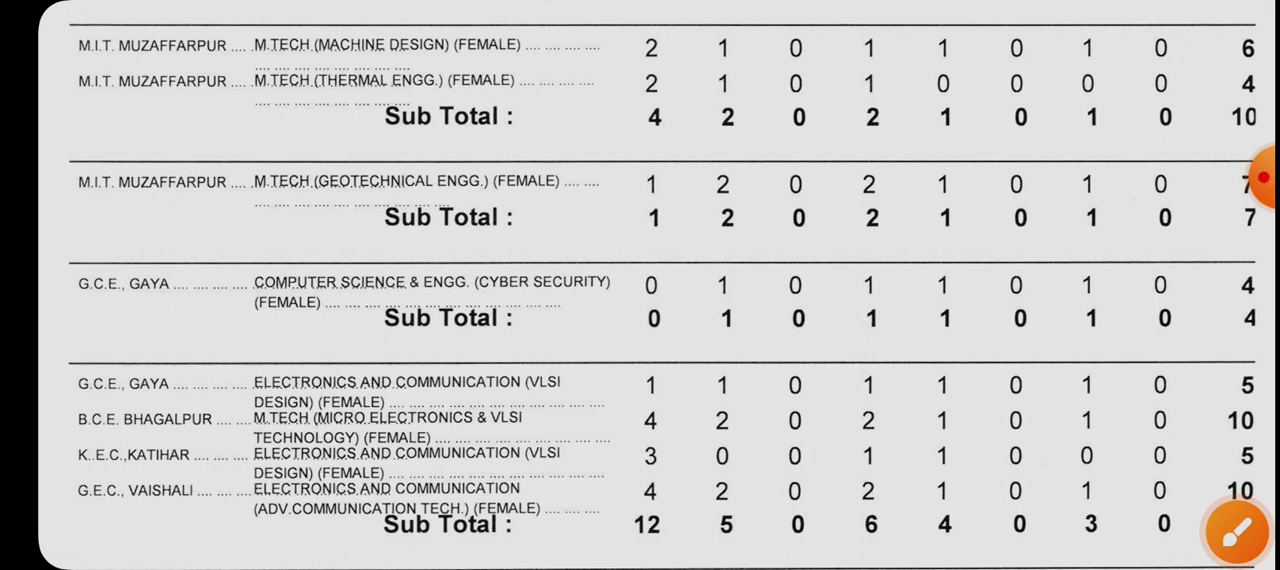 M.I.T. MUZAFFARPUR .... M.TECH (MACHINE DESIGN) (FEMALE) .... .... .... .... 2 1 0 1 1 0 1 0 6
.... .... .... .... .... .... .... ....
M.I.T. MUZAFFARPUR .... M.TECH (THERMAL ENGG.) (FEMALE) .... .... .... .... 2 1 0 1 0 0 0 0 4
.... .... .... .... .... .... .... ....
Sub Total : 4 2 0 2 1 0 1 0 10
M.I.T. MUZAFFARPUR .... M.TECH (GEOTECHNICAL ENGG.) (FEMALE) .... .... 1 2 0 2 1 0 1 0 7
.... .... .... .... .... .... .... .... .... ....
Sub Total : 1 2 0 2 1 0 1 0 7
G.C.E., GAYA .... .... .... .... COMPUTER SCIENCE & ENGG. (CYBER SECURITY) 0 1 0 1 1 0 1 0 4
(FEMALE) .... .... .... .... .... .... .... .... .... .... .... ....
Sub Total : 0 1 0 1 1 0 1 0 4
G.C.E., GAYA .... .... .... .... ELECTRONICS AND COMMUNICATION (VLSI 1 1 0 1 1 0 1 0 5
DESIGN) (FEMALE) .... .... .... .... .... .... .... .... .... .... ....
B.C.E. BHAGALPUR .... .... M.TECH (MICRO ELECTRONICS & VLSI 4 2 0 2 1 0 1 0 10
TECHNOLOGY) (FEMALE) .... .... .... .... .... .... .... .... ....
K..E.C.,KATIHAR .... .... .... ELECTRONICS AND COMMUNICATION (VLSI 3 0 0 1 1 0 0 0 5
DESIGN) (FEMALE) .... .... .... .... .... .... .... .... .... .... ....
G.E.C., VAISHALI .... .... .... ELECTRONICS AND COMMUNICATION 4 2 0 2 1 0 1 0 10
(ADV.COMMUNICATION TECH.) (FEMALE) .... .... ....
Sub Total : 12 5 0 6 4 0 3 0